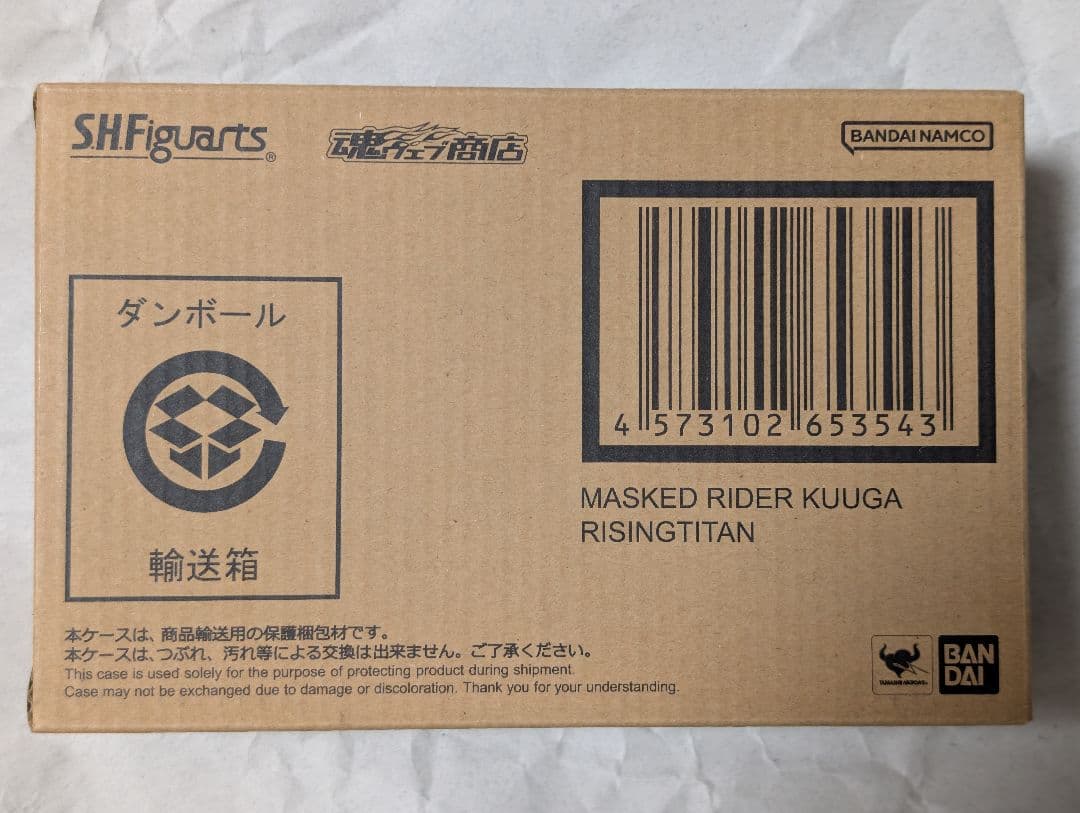 S.H.Figuarts®
魂ウェブ商店
BANDAI NAMCO
4 573102 653543
MASKED RIDER KUUGA
RISINGTITAN
ダンボール
輸送箱
本ケースは、商品輸送用の保護梱包材です。
本ケースは、つぶれ、汚れ等による交換は出来ません。ご了承ください。
This case is used solely for the purpose of protecting product during shipment.
Case may not be exchanged due to damage or discoloration. Thank you for your understanding.
TAMASHII NATIONS
BAN
DAI